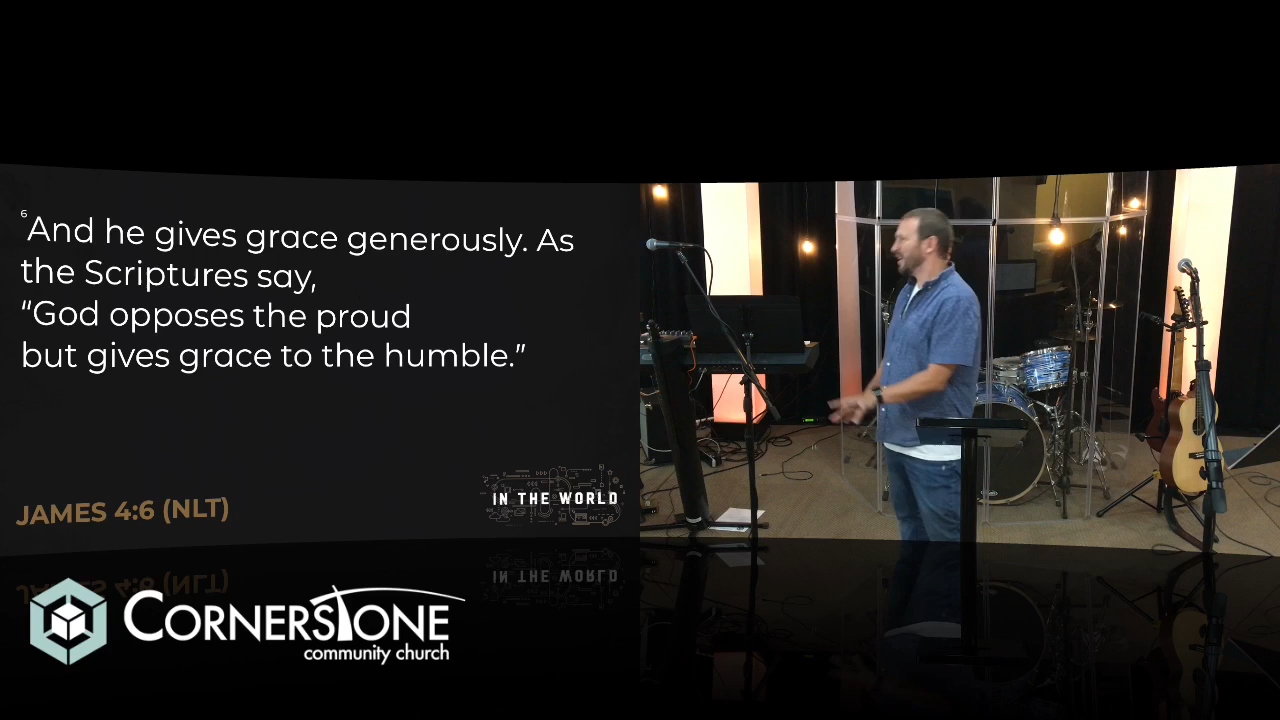 6And he gives grace generously. As
the Scriptures say,
“God opposes the proud
but gives grace to the humble.”
JAMES 4:6 (NLT)
IN THE WORLD
CORNERSTONE
community church